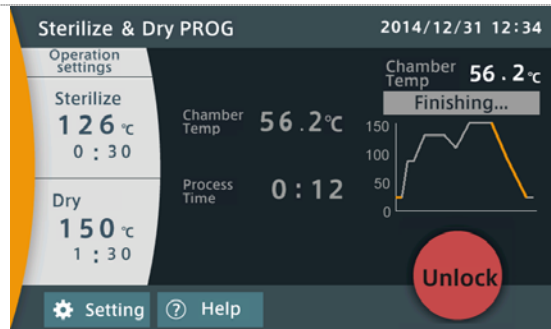 Sterilize & Dry PROG
2014/12/31 12:34
Operation
settings
Sterilize
126℃
0:30
Dry
150℃
1:30
Chamber
Temp
56.2℃
Process
Time
0:12
Chamber
Temp
56.2℃
Finishing...
150
100
50
0
Unlock
Setting
? Help